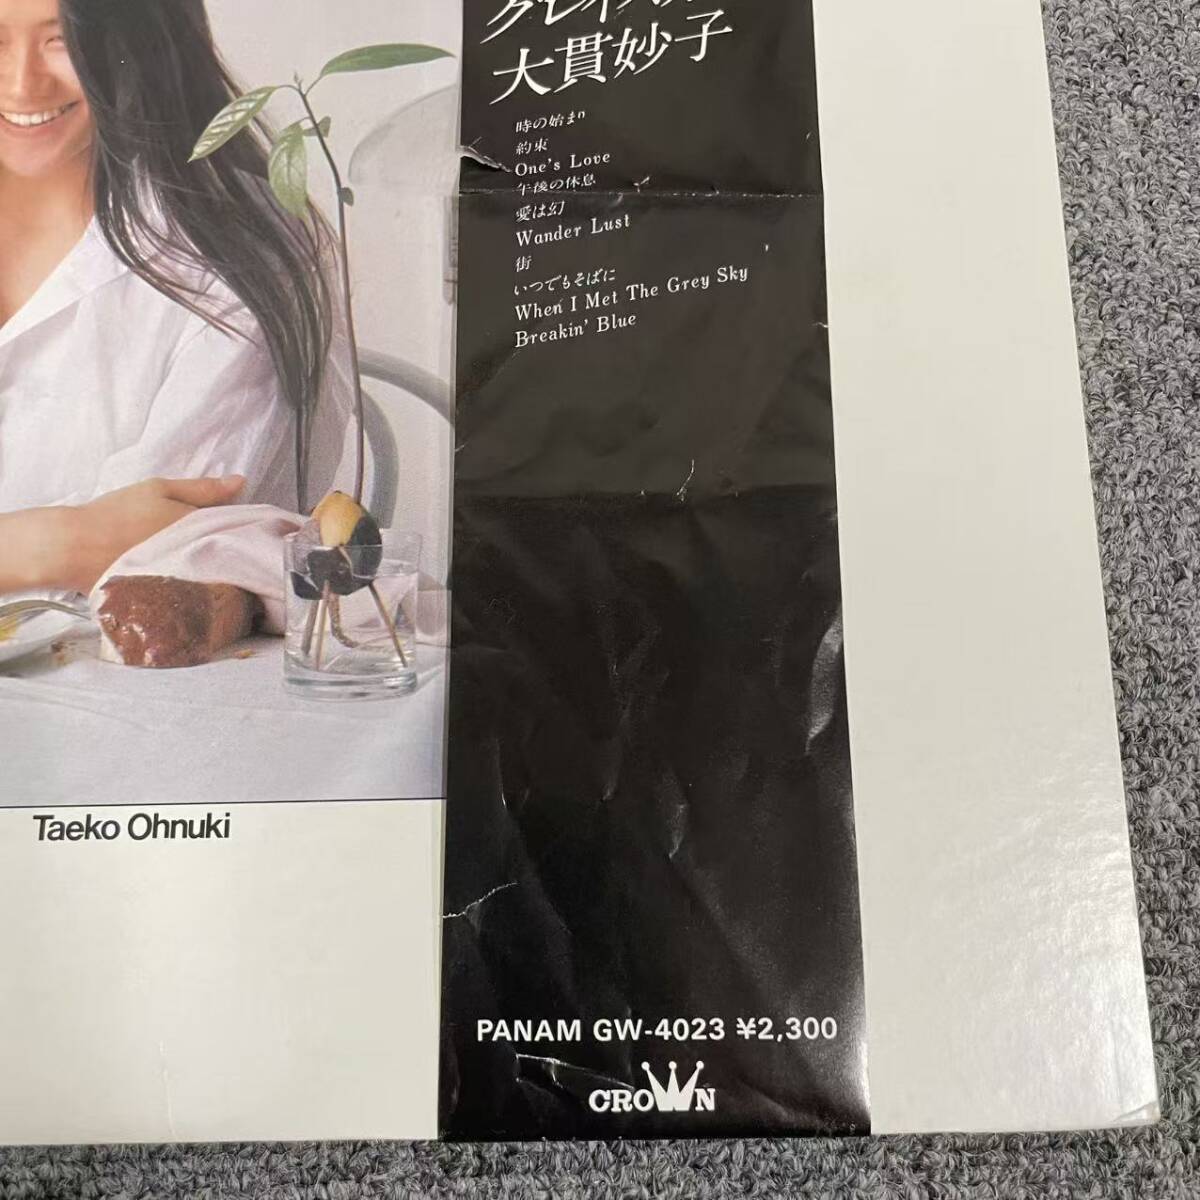 大貫妙子
時の始まり
約束
One's Love
午後の休息
愛は幻
Wander Lust
街
いつでもそばに
When I Met The Grey Sky
Breakin' Blue
Taeko Ohnuki
PANAM GW-4023 ¥2,300
CROWN